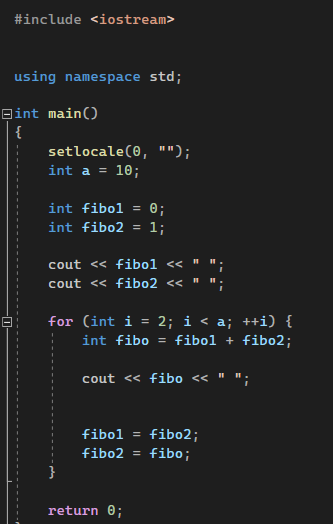 #include <iostream>
using namespace std;
int main()
{
setlocale(0, "");
int a = 10;
int fibo1 = 0;
int fibo2 = 1;
cout << fibo1 << " ";
cout << fibo2 << " ";
for (int i = 2; i < a; ++i) {
int fibo = fibo1 + fibo2;
cout << fibo << " ";
fibo1 = fibo2;
fibo2 = fibo;
}
return 0;